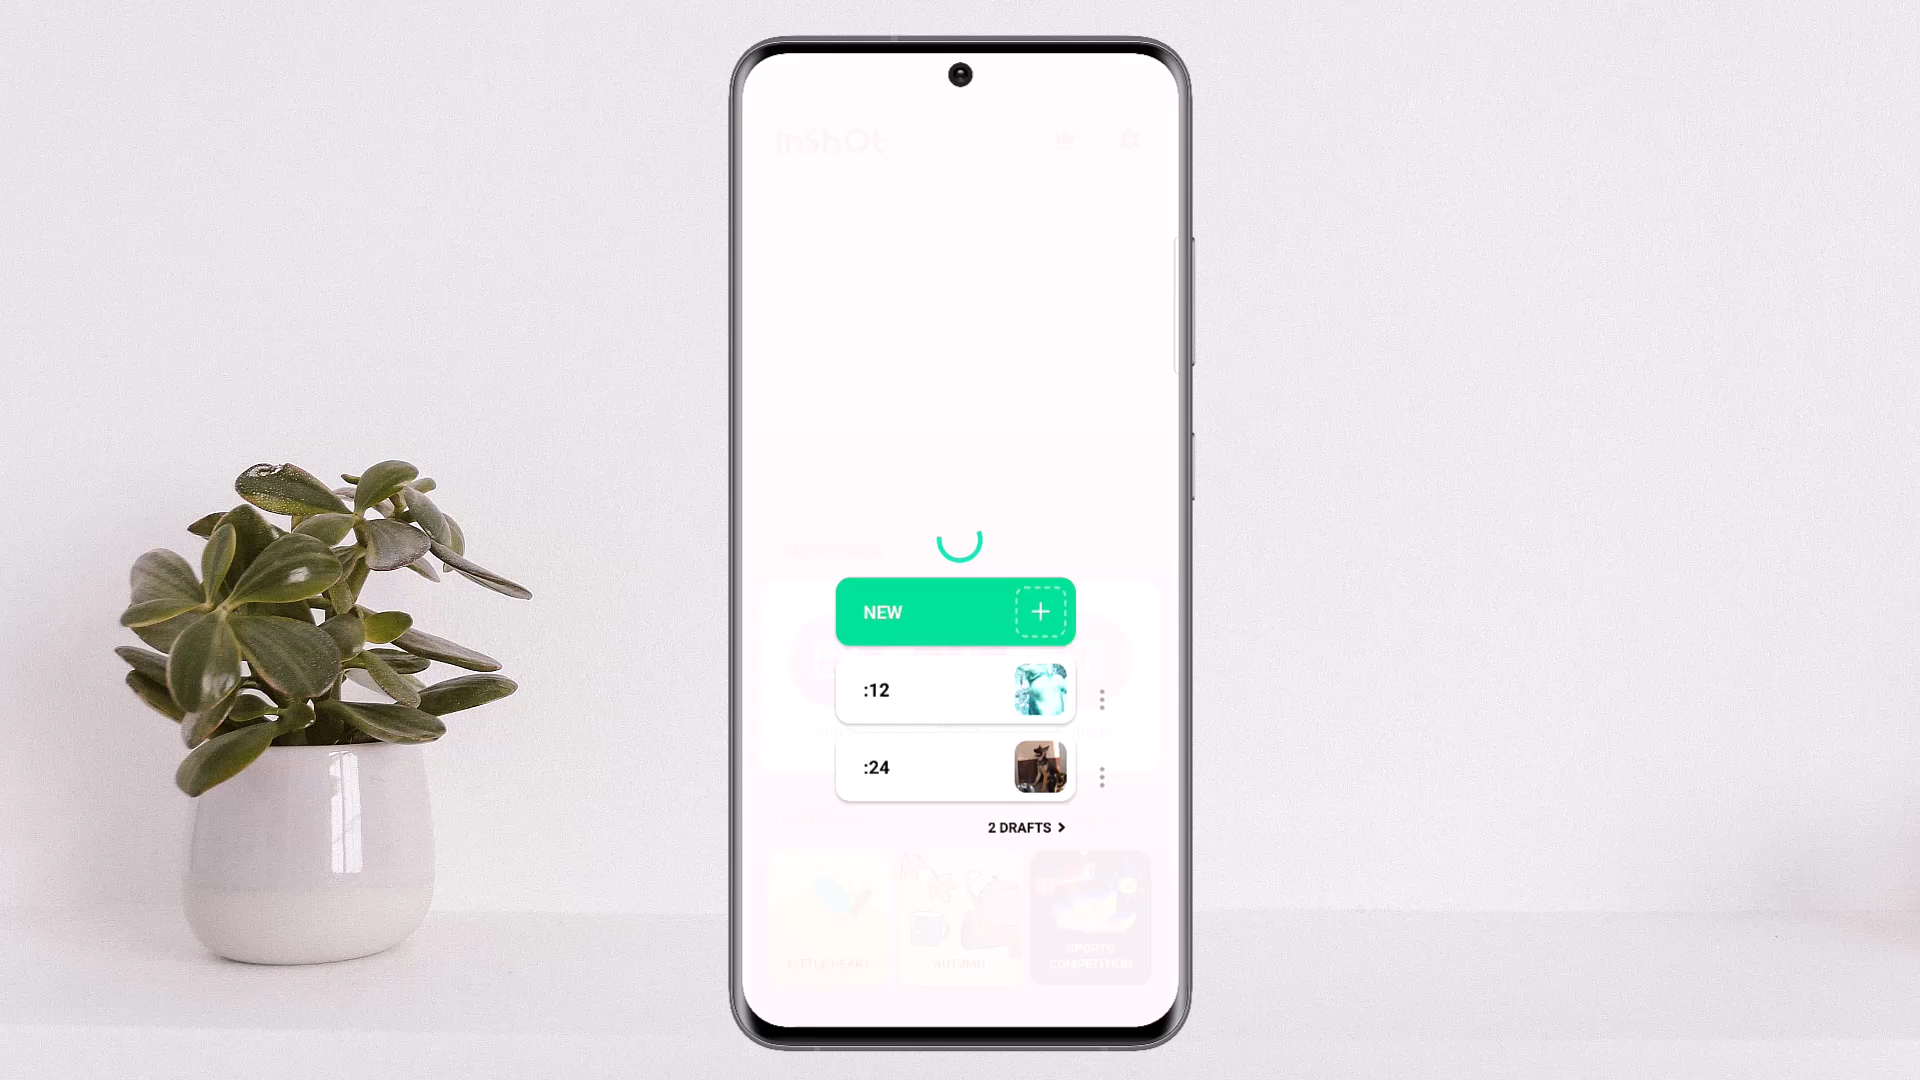 InShOt
NEW
:12
:24
2 DRAFTS
LITTLE HEART
AUTUMN
SPORTS
COMPETITION